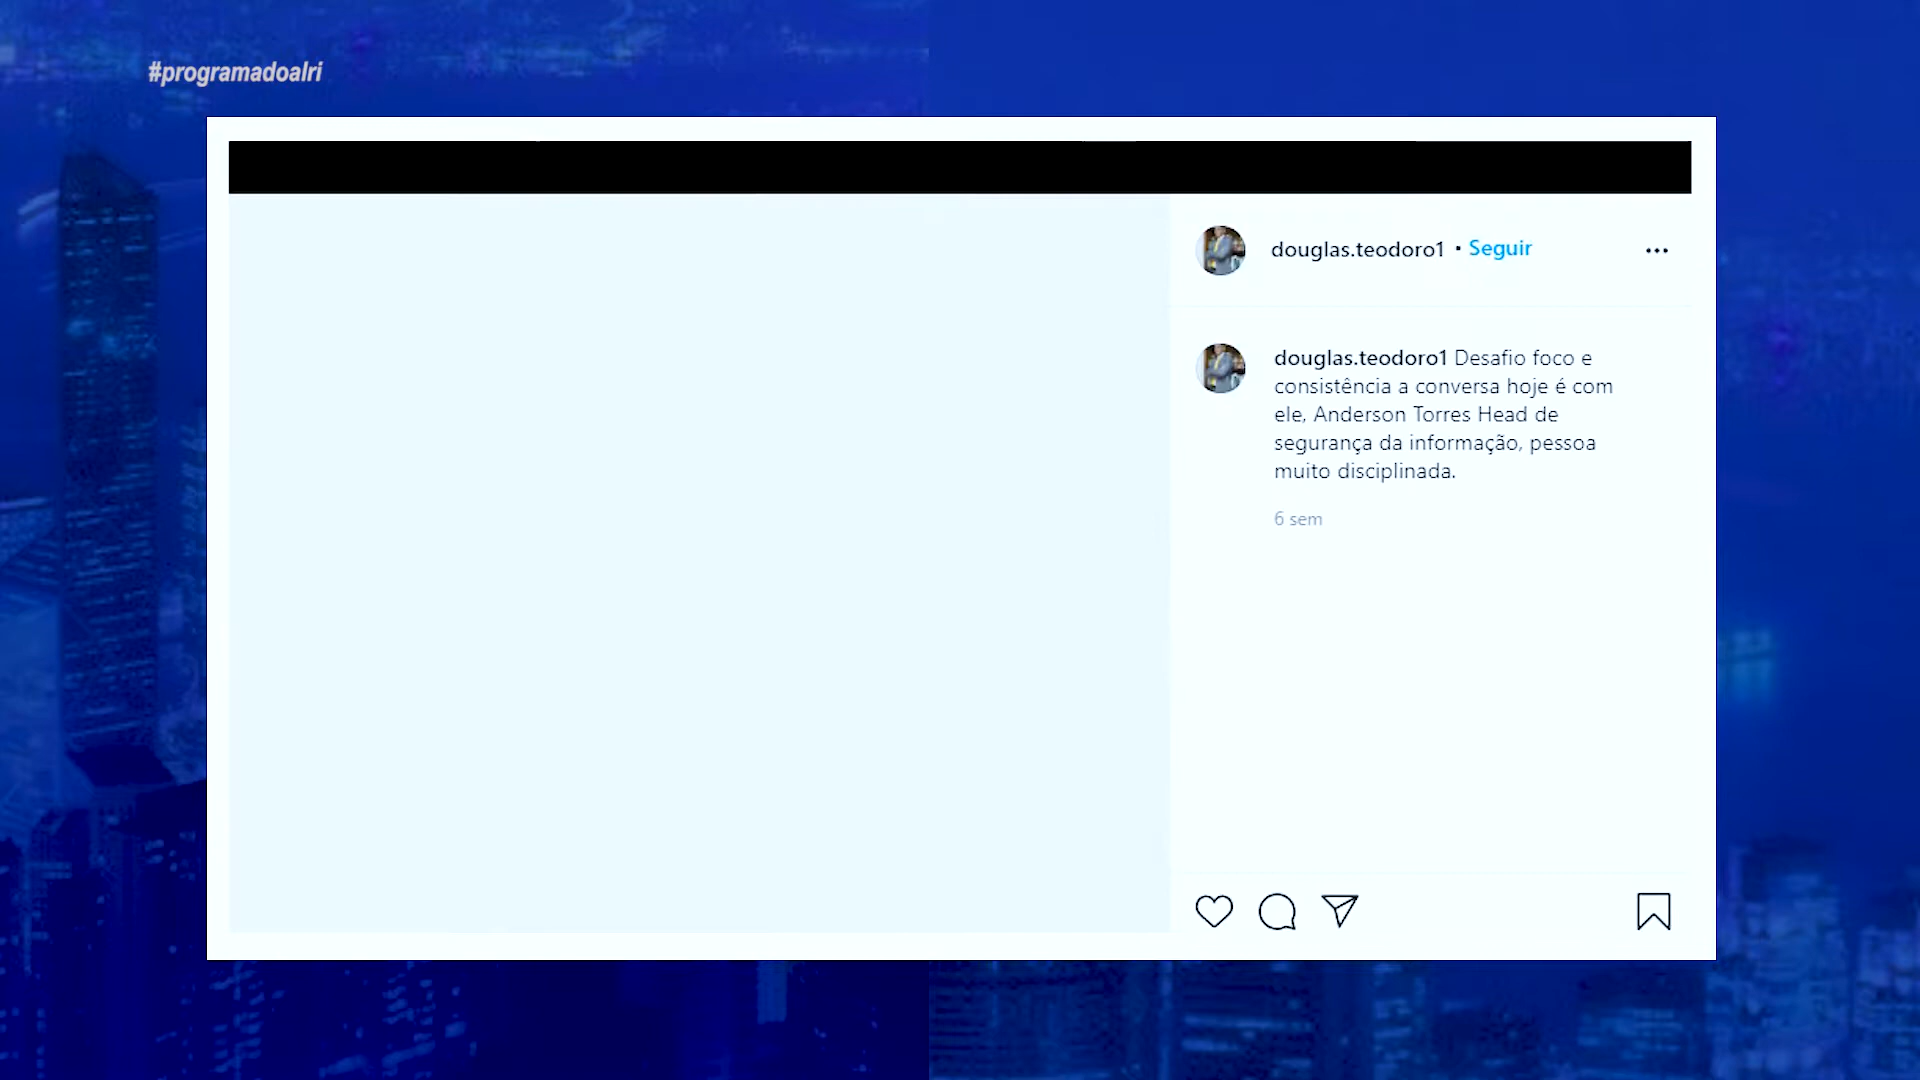 #programadoalri
douglas.teodoro1 • Seguir
douglas.teodoro1 Desafio foco e
consistência a conversa hoje é com
ele, Anderson Torres Head de
segurança da informação, pessoa
muito disciplinada.
6 sem